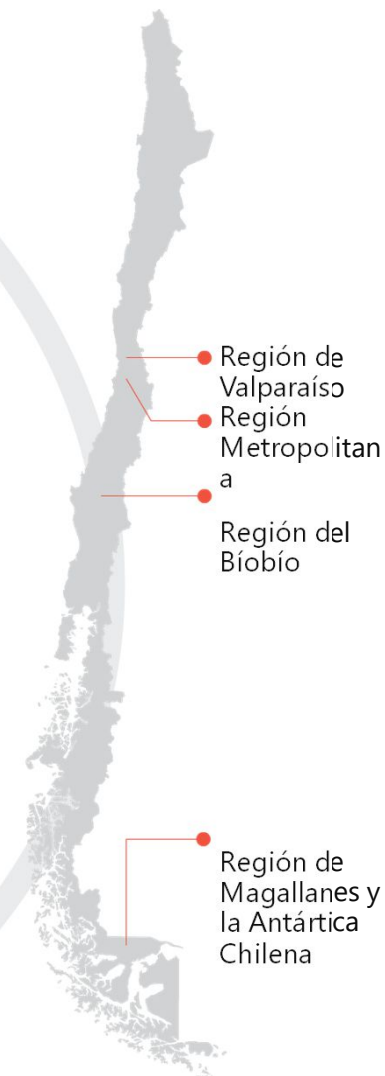 Región de
Valparaíso
Región
Metropolitan
a
Región del
Bíobío
Región de
Magallanes y
la Antártica
Chilena